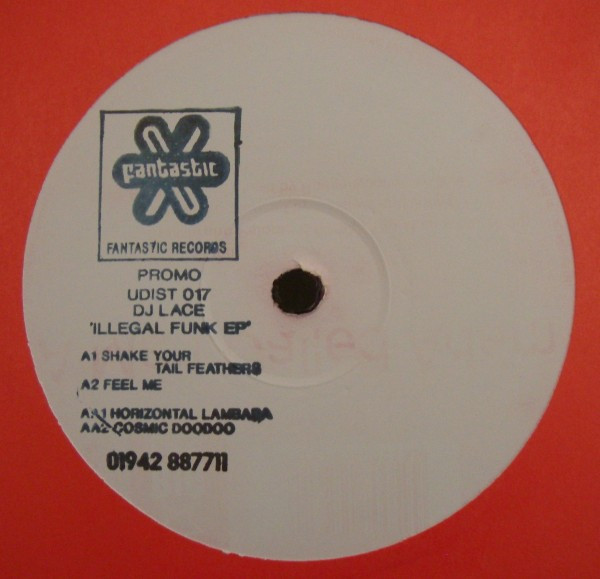 fantastic
FANTASTIC RECORDS
PROMO
UDIST 017
DJ LACE
'ILLEGAL FUNK EP'
A1 SHAKE YOUR
TAIL FEATHERS
A2 FEEL ME
AA1 HORIZONTAL LAMBADA
AA2 COSMIC DOODOO
01942 887711